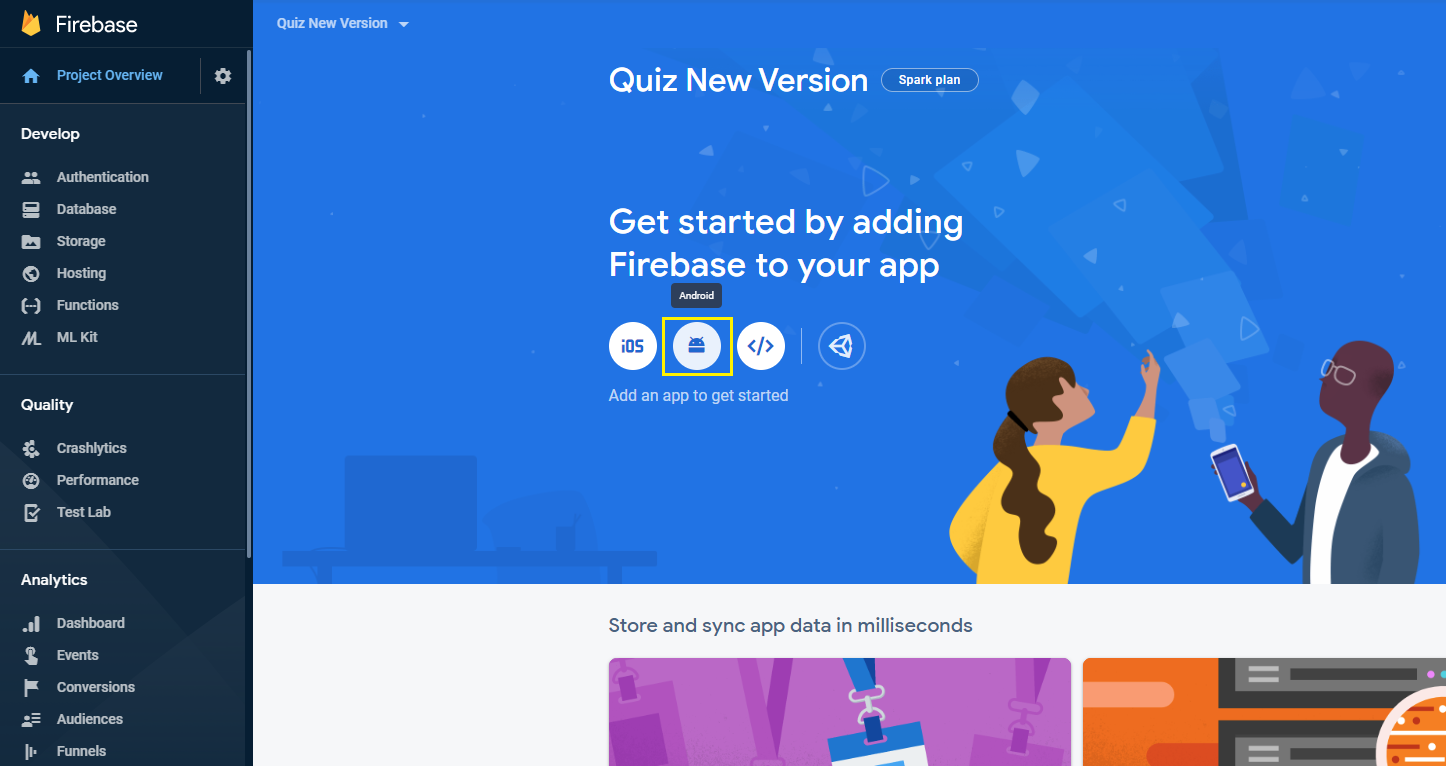 Firebase
Project Overview
Develop
Authentication
Database
Storage
Hosting
Functions
ML Kit
Quality
Crashlytics
Performance
Test Lab
Analytics
Dashboard
Events
Conversions
Audiences
Funnels
Quiz New Version
Quiz New Version Spark plan
Get started by adding
Firebase to your app
Android
iOS </>
Add an app to get started
Store and sync app data in milliseconds